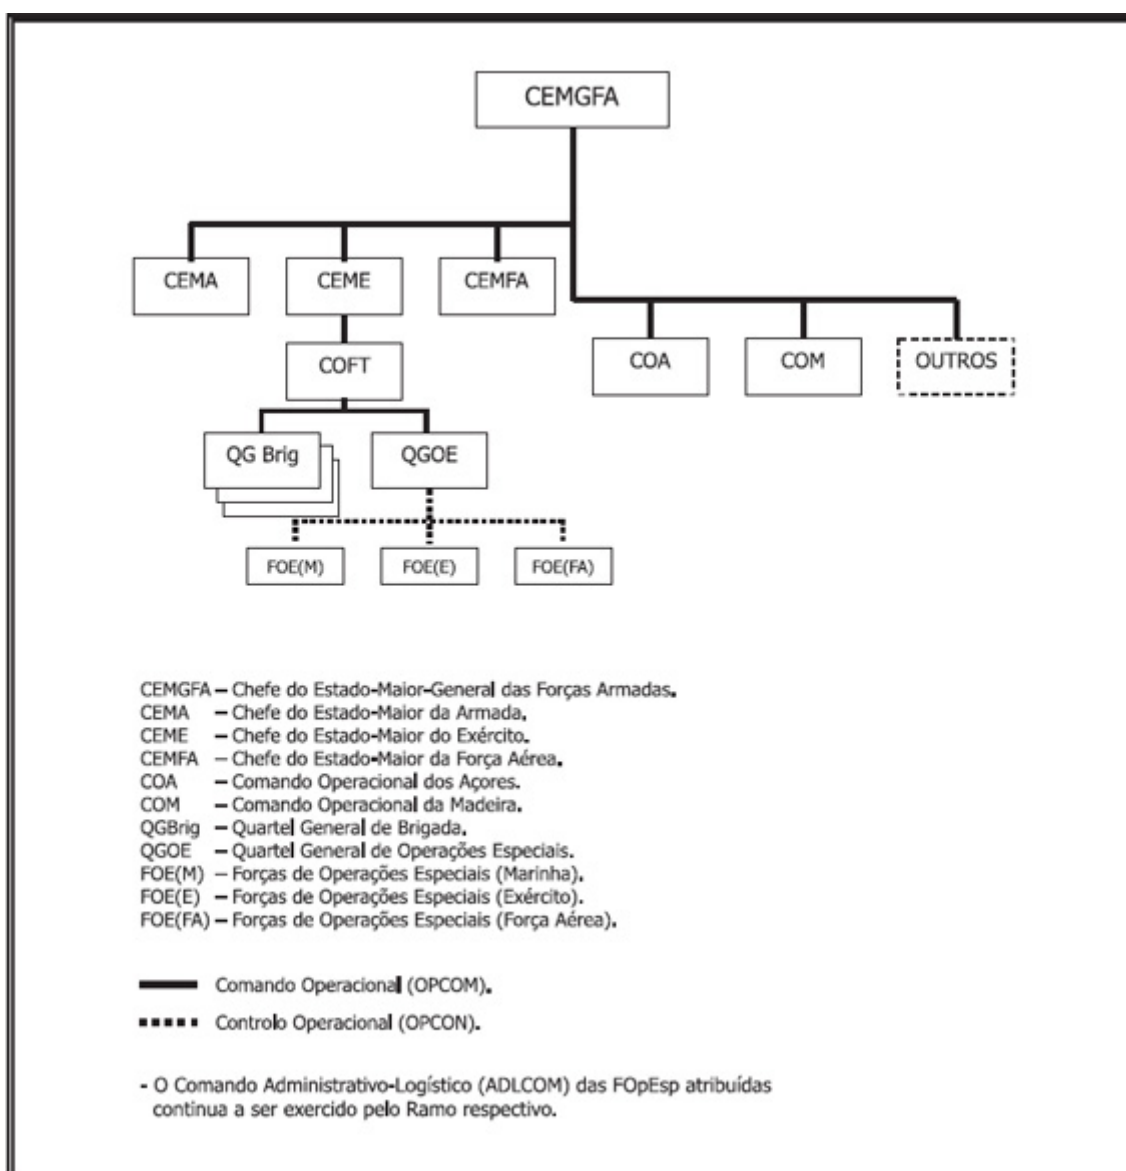 CEMGFA
CEMA CEME CEMFA
COFT COA COM OUTROS
QG Brig QGOE
FOE(M) FOE(E) FOE(FA)
CEMGFA – Chefe do Estado-Maior-General das Forças Armadas.
CEMA – Chefe do Estado-Maior da Armada.
CEME – Chefe do Estado-Maior do Exército.
CEMFA – Chefe do Estado-Maior da Força Aérea.
COA – Comando Operacional dos Açores.
COM – Comando Operacional da Madeira.
QGBrig – Quartel General de Brigada.
QGOE – Quartel General de Operações Especiais.
FOE(M) – Forças de Operações Especiais (Marinha).
FOE(E) – Forças de Operações Especiais (Exército).
FOE(FA) – Forças de Operações Especiais (Força Aérea).
Comando Operacional (OPCOM).
Controlo Operacional (OPCON).
- O Comando Administrativo-Logístico (ADLCOM) das FOpEsp atribuídas
continua a ser exercido pelo Ramo respectivo.